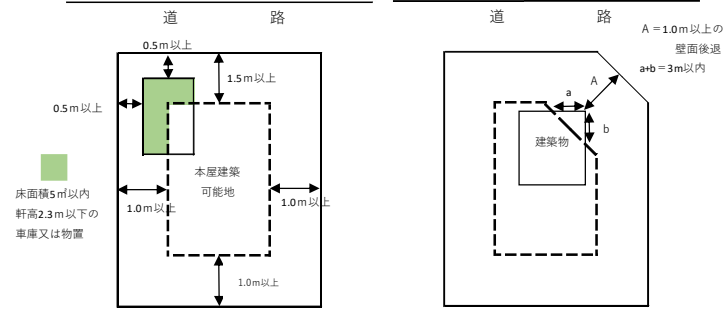 道 路
0.5m以上
1.5m以上
0.5m以上
床面積5㎡以内
軒高2.3m以下の
車庫又は物置
本屋建築
可能地
1.0m以上
1.0m以上
1.0m以上
道 路
A=1.0m以上の
壁面後退
a+b=3m以内
A
a
b
建築物